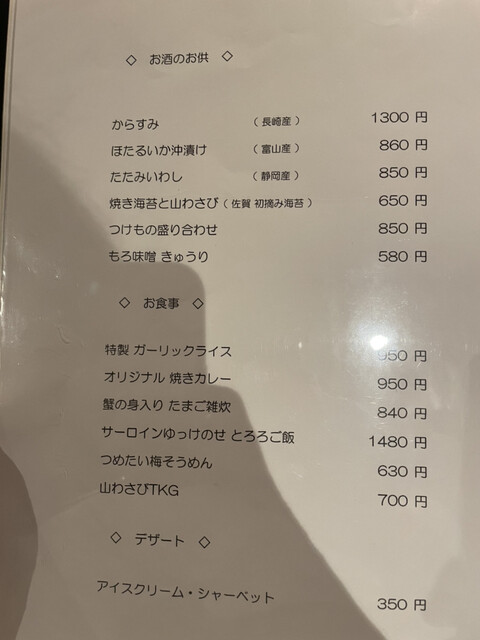 ◇ お酒のお供 ◇
からすみ （ 長崎産 ） 1300 円
ほたるいか沖漬け （ 富山産 ） 860 円
たたみいわし （ 静岡産 ） 850 円
焼き海苔と山わさび （ 佐賀 初摘み海苔 ） 650 円
つけもの盛り合わせ 850 円
もろ味噌 きゅうり 580 円
◇ お食事 ◇
特製 ガーリックライス 950 円
オリジナル 焼きカレー 950 円
蟹の身入り たまご雑炊 840 円
サーロインゆっけのせ とろろご飯 1480 円
つめたい梅そうめん 630 円
山わさびTKG 700 円
◇ デザート ◇
アイスクリーム・シャーベット 350 円